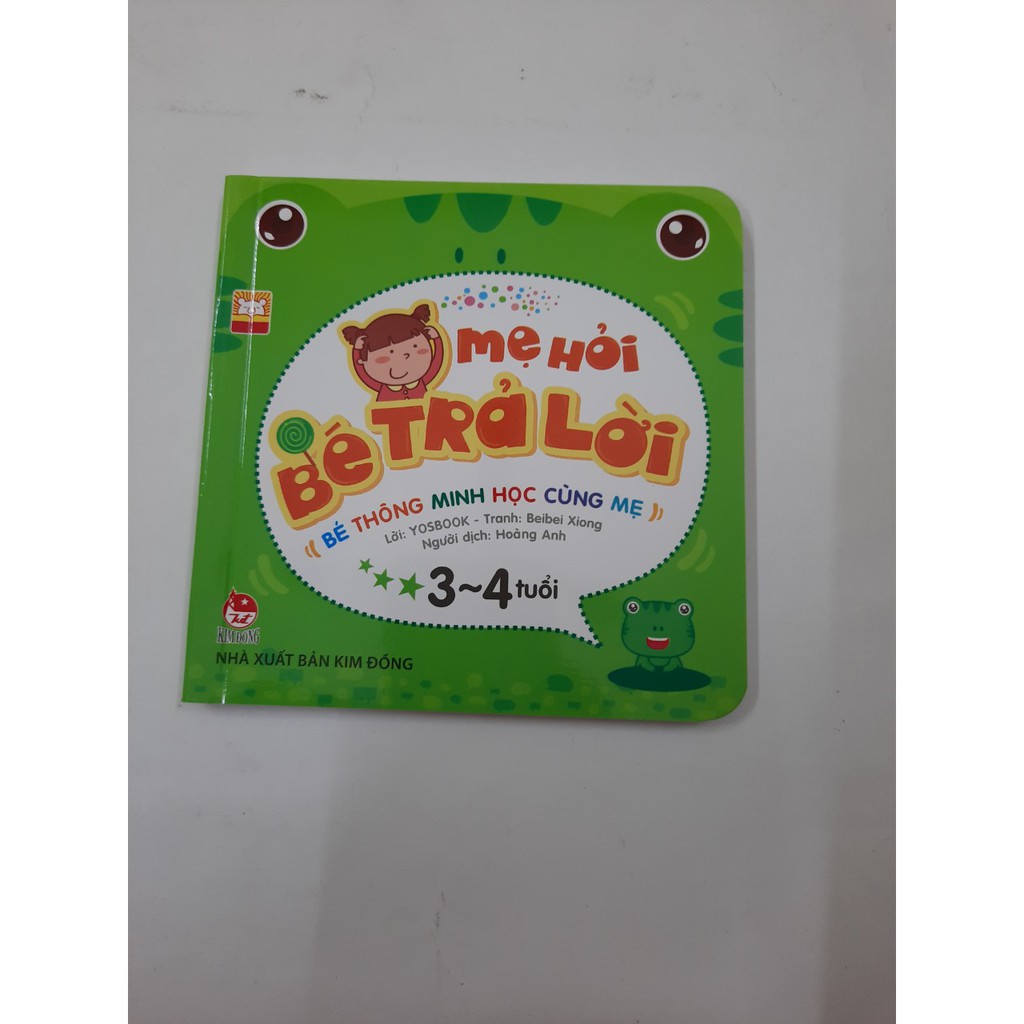 Mẹ Hỏi
Bé Trả Lời
BÉ THÔNG MINH HỌC CÙNG MẸ
Lời: YOSBOOK - Tranh: Beibei Xiong
Người dịch: Hoàng Anh
3~4 tuổi
KIM ĐỒNG
NHÀ XUẤT BẢN KIM ĐỒNG